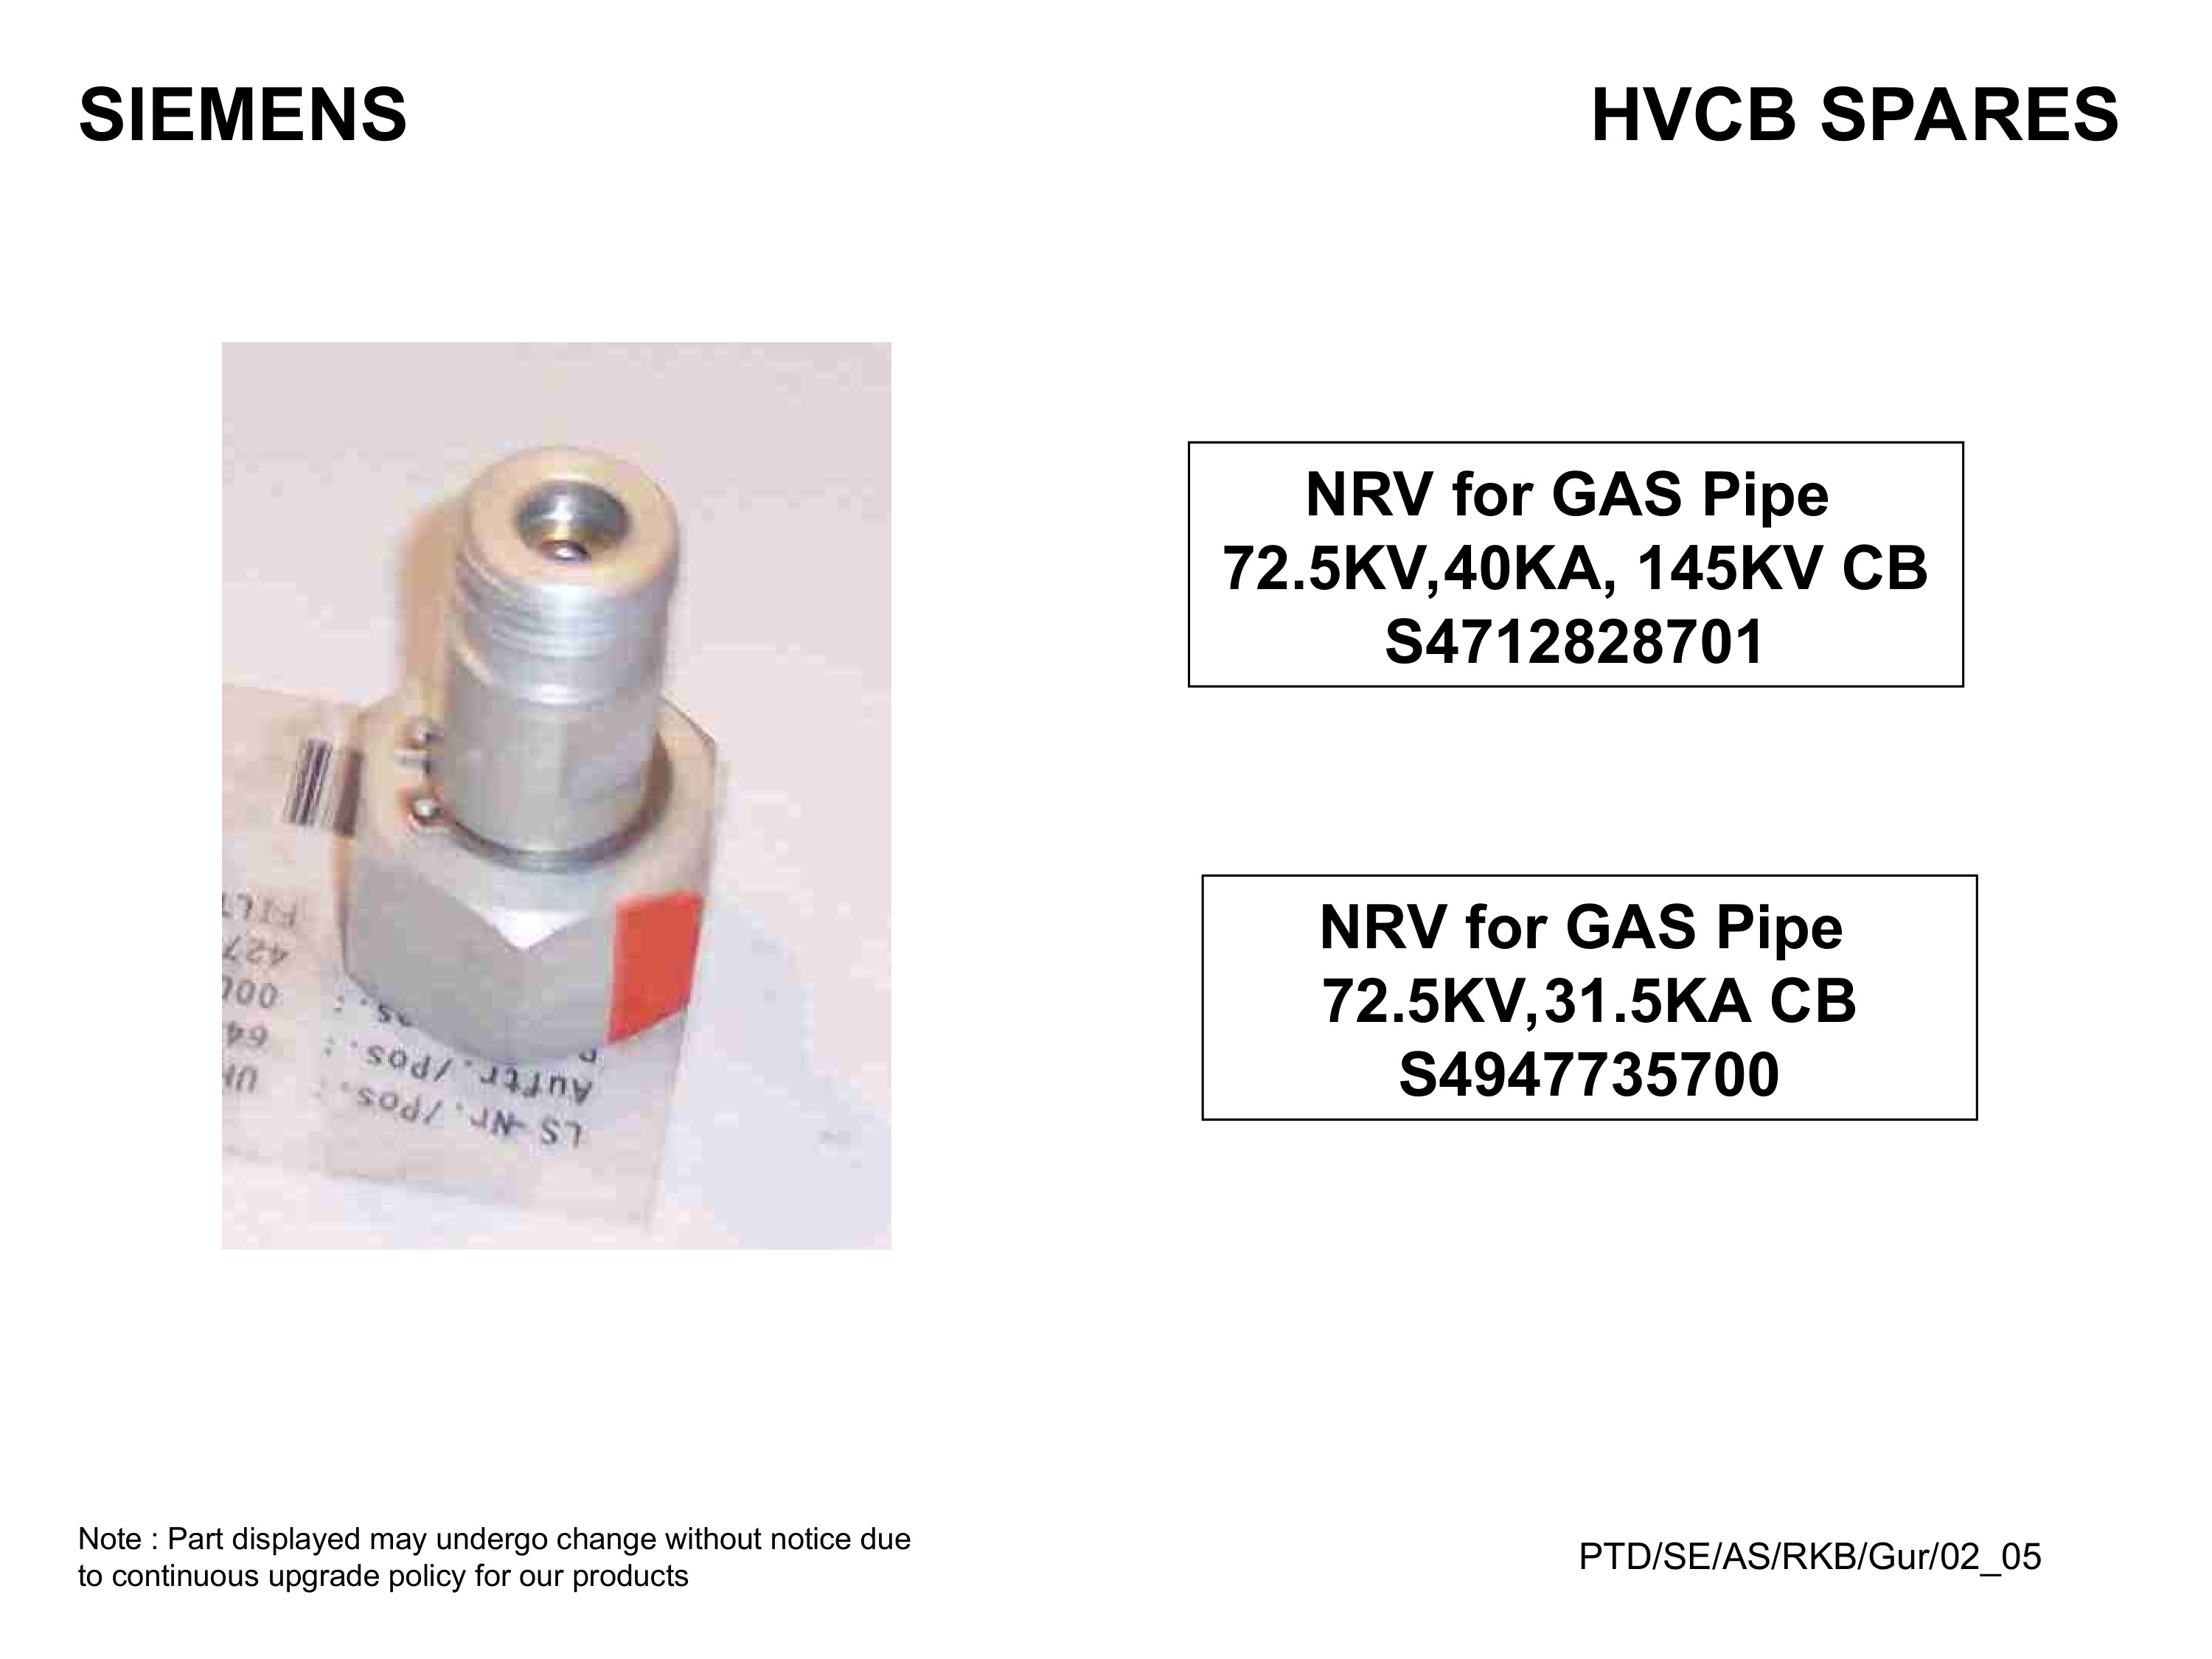 SIEMENS
HVCB SPARES
NRV for GAS Pipe
72.5KV,40KA, 145KV CB
S4712828701
NRV for GAS Pipe
72.5KV,31.5KA CB
S4947735700
LS-Nr./Pos.:
Auftr./Pos.:
Note : Part displayed may undergo change without notice due
to continuous upgrade policy for our products
PTD/SE/AS/RKB/Gur/02_05